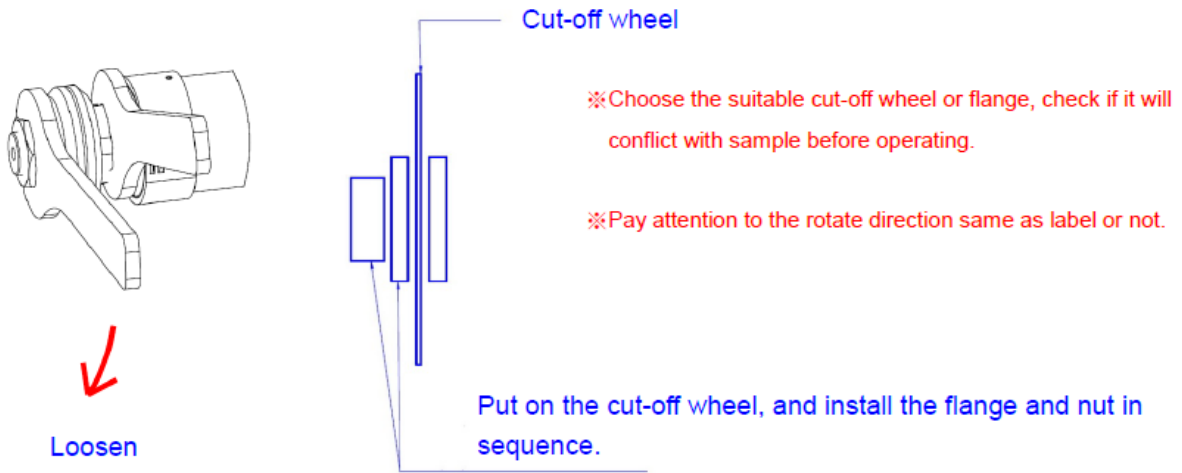 Cut-off wheel
※Choose the suitable cut-off wheel or flange, check if it will
conflict with sample before operating.
※Pay attention to the rotate direction same as label or not.
Put on the cut-off wheel, and install the flange and nut in
sequence.
Loosen